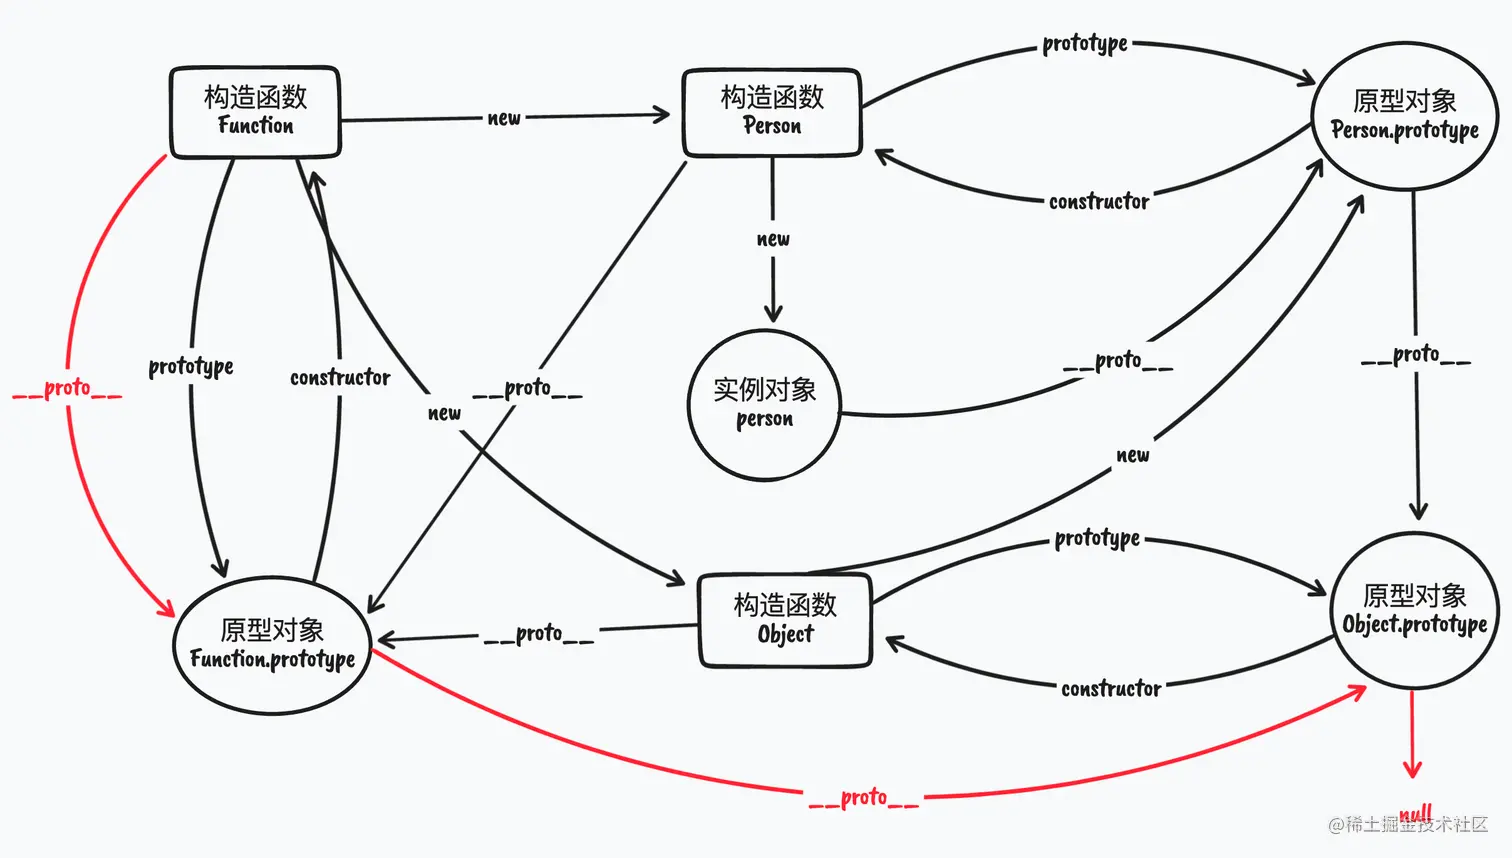 prototype
构造函数
Function
new
构造函数
Person
原型对象
Person.prototype
constructor
new
__proto__
prototype
constructor
new
__proto__
实例对象
person
__proto__
__proto__
new
prototype
原型对象
Function.prototype
__proto__
构造函数
Object
原型对象
Object.prototype
constructor
__proto__
null
@稀土掘金技术社区